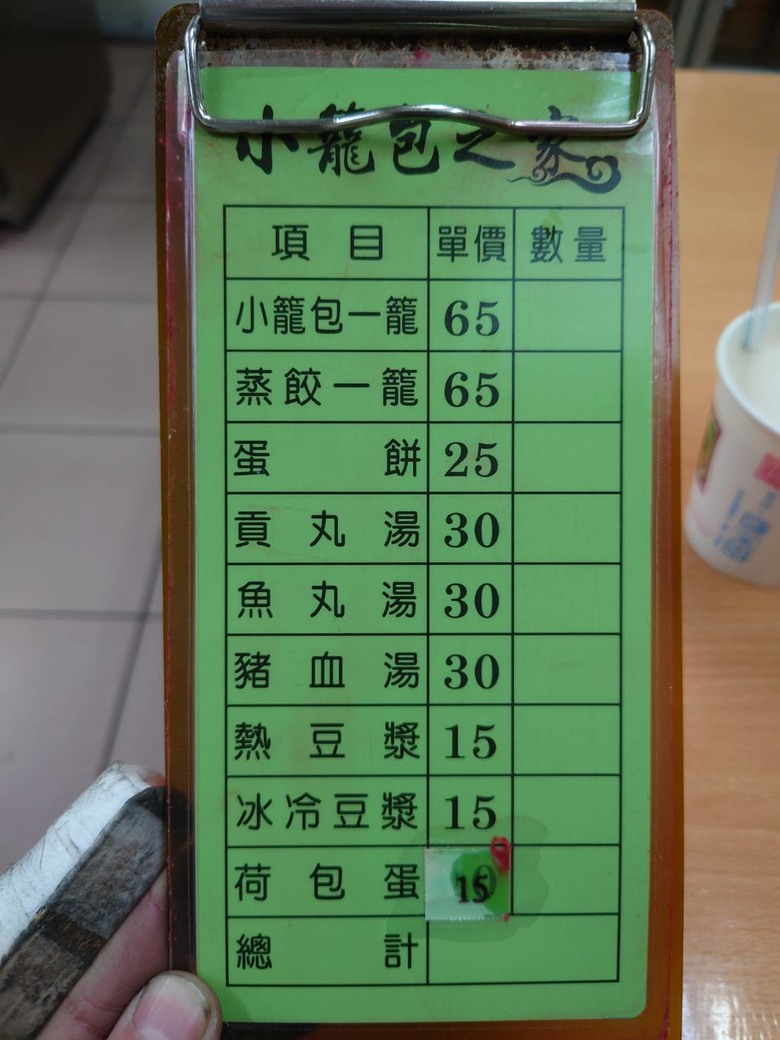 小籠包之家
項目 單價 數量
小籠包一籠 65
蒸餃一籠 65
蛋餅 25
貢丸湯 30
魚丸湯 30
豬血湯 30
熱豆漿 15
冰冷豆漿 15
荷包蛋 15
總計